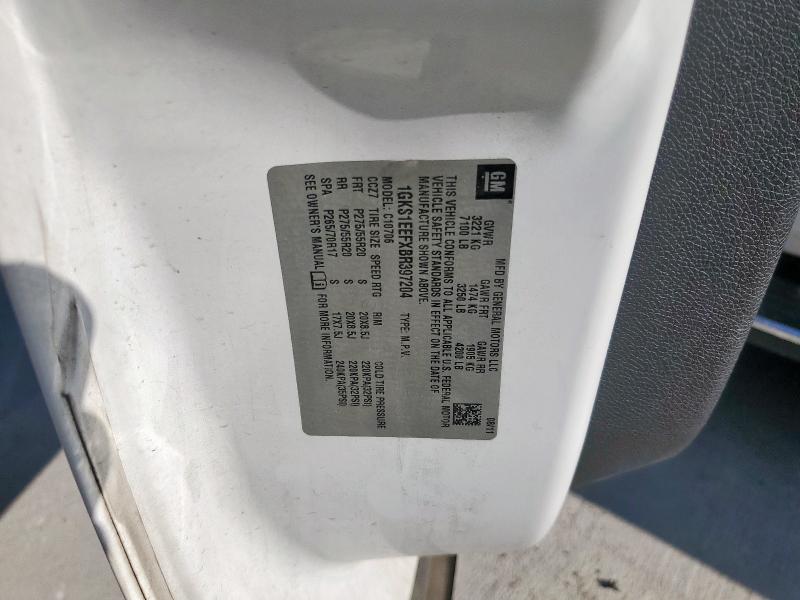 GM
MFD BY GENERAL MOTORS LLC 08/11
GVWR GAWR FRT GAWR RR
3221 KG 1474 KG 1905 KG
7100 LB 3250 LB 4200 LB
THIS VEHICLE CONFORMS TO ALL APPLICABLE U.S. FEDERAL MOTOR
VEHICLE SAFETY STANDARDS IN EFFECT ON THE DATE OF
MANUFACTURE SHOWN ABOVE.
1GKS1EEFXBR397204 TYPE: M.P.V.
MODEL: C10706
CCZ7 TIRE SIZE SPEED RTG RIM COLD TIRE PRESSURE
FRT P275/55R20 S 20X8.5J 220KPA(32PSI)
RR P275/55R20 S 20X8.5J 220KPA(32PSI)
SPA P265/70R17 S 17X7.5J 240KPA(35PSI)
SEE OWNER'S MANUAL FOR MORE INFORMATION.